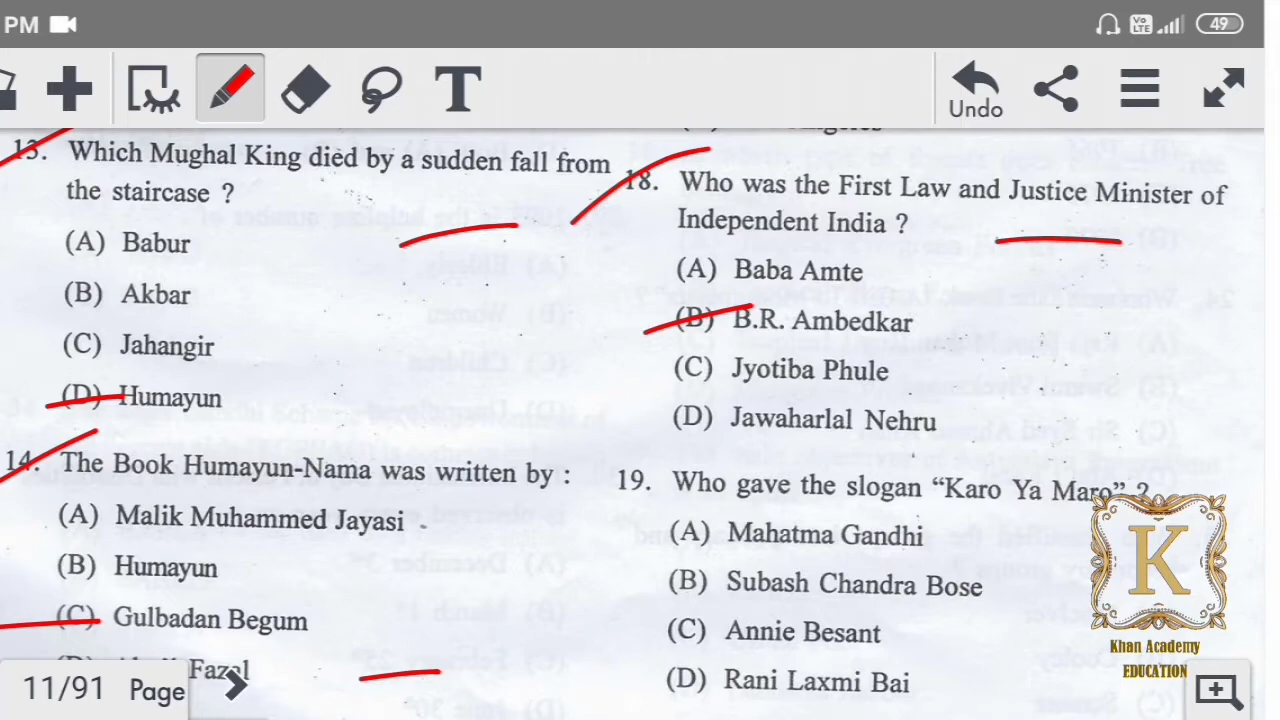 PM
Vo LTE
49
T
Undo
13. Which Mughal King died by a sudden fall from
the staircase ?
(A) Babur
(B) Akbar
(C) Jahangir
(D) Humayun
14. The Book Humayun-Nama was written by:
(A) Malik Muhammed Jayasi
(B) Humayun
(C) Gulbadan Begum
Fazal
11/91 Page
18. Who was the First Law and Justice Minister of
Independent India ?
(A) Baba Amte
(B) B.R. Ambedkar
(C) Jyotiba Phule
(D) Jawaharlal Nehru
19. Who gave the slogan “Karo Ya Maro” ?
(A) Mahatma Gandhi
(B) Subash Chandra Bose
(C) Annie Besant
(D) Rani Laxmi Bai
K
Khan Academy
EDUCATION